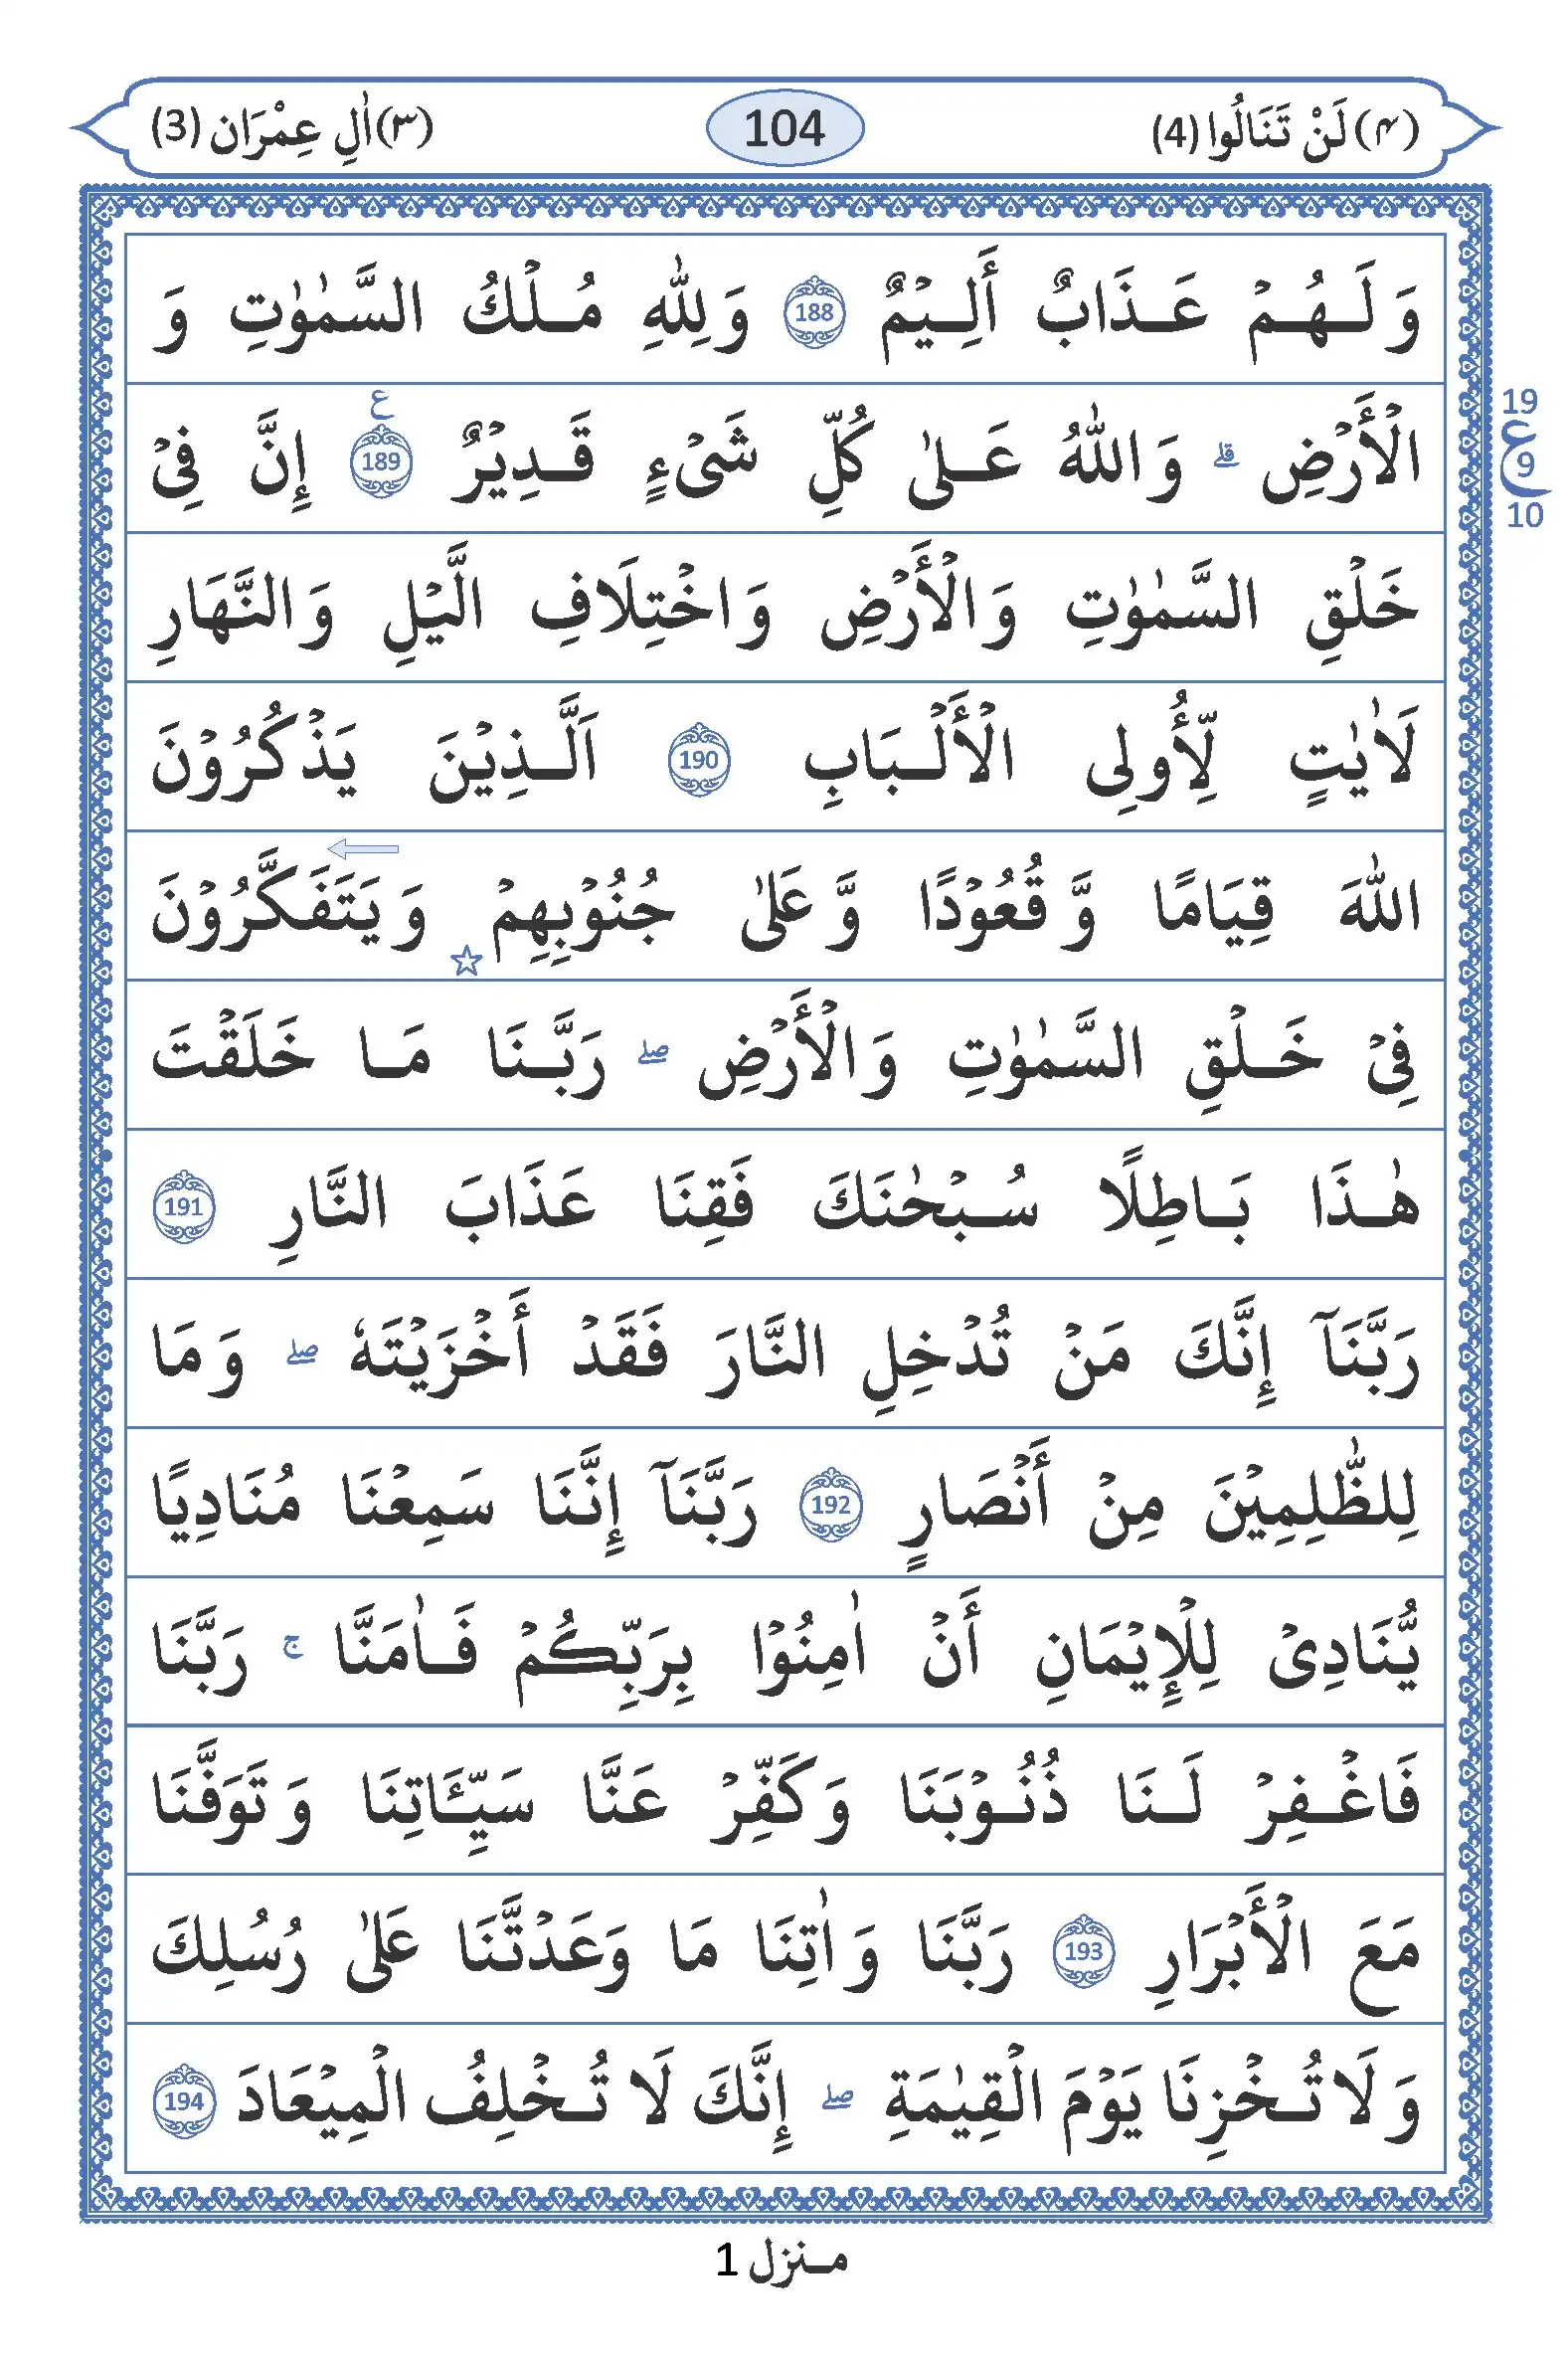 (۴) لَنْ تَنَالُوا (4) 104 (۳) اٰلِ عِمْرَان (3)
وَلَهُمْ عَذَابٌ أَلِيْمٌ 188 وَلِلّٰهِ مُلْكُ السَّمٰوٰتِ وَ
الْأَرْضِ ۗ وَاللّٰهُ عَلٰى كُلِّ شَىْءٍ قَدِيْرٌ 189 ع إِنَّ فِىْ
19 ع 9 10
خَلْقِ السَّمٰوٰتِ وَالْأَرْضِ وَاخْتِلَافِ الَّيْلِ وَالنَّهَارِ
لَاٰيٰتٍ لِّأُولِى الْأَلْبَابِ 190 اَلَّذِيْنَ يَذْكُرُوْنَ
اللّٰهَ قِيَامًا وَّقُعُوْدًا وَّعَلٰى جُنُوْبِهِمْ ☆ وَيَتَفَكَّرُوْنَ
فِىْ خَلْقِ السَّمٰوٰتِ وَالْأَرْضِ ۖ رَبَّنَا مَا خَلَقْتَ
هٰذَا بَاطِلًا سُبْحٰنَكَ فَقِنَا عَذَابَ النَّارِ 191
رَبَّنَآ إِنَّكَ مَنْ تُدْخِلِ النَّارَ فَقَدْ أَخْزَيْتَهٗ ۖ وَمَا
لِلظّٰلِمِيْنَ مِنْ أَنْصَارٍ 192 رَبَّنَآ إِنَّنَا سَمِعْنَا مُنَادِيًا
يُّنَادِىْ لِلْإِيْمَانِ أَنْ اٰمِنُوْا بِرَبِّكُمْ فَاٰمَنَّا ۚ رَبَّنَا
فَاغْفِرْ لَنَا ذُنُوْبَنَا وَكَفِّرْ عَنَّا سَيِّـَٔاتِنَا وَتَوَفَّنَا
مَعَ الْأَبْرَارِ 193 رَبَّنَا وَاٰتِنَا مَا وَعَدْتَّنَا عَلٰى رُسُلِكَ
وَلَا تُخْزِنَا يَوْمَ الْقِيٰمَةِ ۖ إِنَّكَ لَا تُخْلِفُ الْمِيْعَادَ 194
مـنزل 1